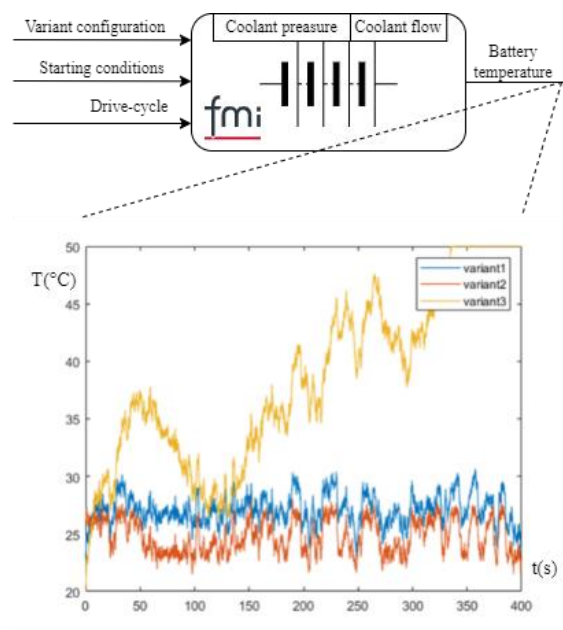 Variant configuration
Coolant preasure
Coolant flow
Starting conditions
Battery
temperature
Drive-cycle
fmi
50
T(°C)
variant1
variant2
variant3
45
40
35
30
25
20
t(s)
0
50
100
150
200
250
300
350
400